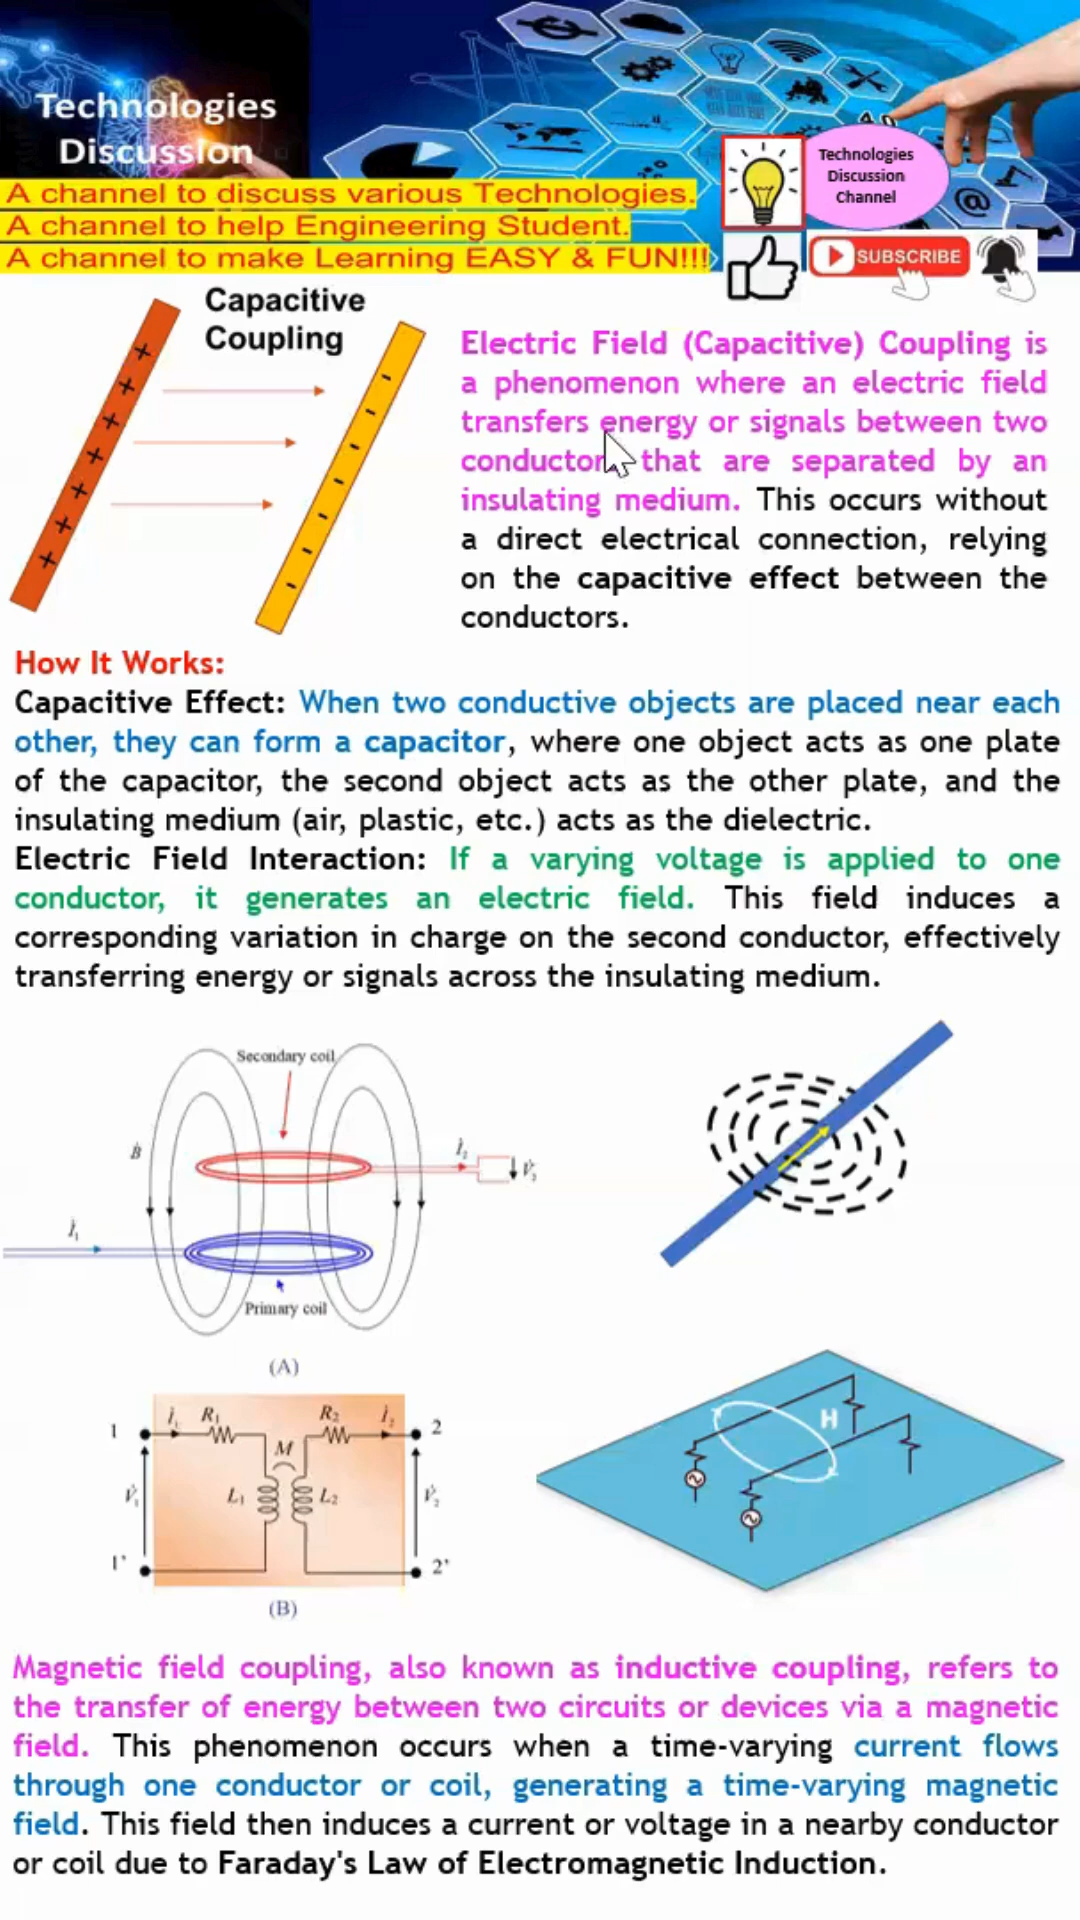 Technologies
Discussion
A channel to discuss various Technologies.
A channel to help Engineering Student.
A channel to make Learning EASY & FUN!!!
Technologies
Discussion
Channel
SUBSCRIBE
Capacitive
Coupling
Electric Field (Capacitive) Coupling is
a phenomenon where an electric field
transfers energy or signals between two
conductor that are separated by an
insulating medium. This occurs without
a direct electrical connection, relying
on the capacitive effect between the
conductors.
How It Works:
Capacitive Effect: When two conductive objects are placed near each
other, they can form a capacitor, where one object acts as one plate
of the capacitor, the second object acts as the other plate, and the
insulating medium (air, plastic, etc.) acts as the dielectric.
Electric Field Interaction: If a varying voltage is applied to one
conductor, it generates an electric field. This field induces a
corresponding variation in charge on the second conductor, effectively
transferring energy or signals across the insulating medium.
Secondary coil
Ḃ
İ₂
V̇₂
İ₁
Primary coil
(A)
1 İ₁ R₁ R₂ İ₂ 2
M
V̇₁ L₁ L₂ V̇₂
1' 2'
(B)
H
Magnetic field coupling, also known as inductive coupling, refers to
the transfer of energy between two circuits or devices via a magnetic
field. This phenomenon occurs when a time-varying current flows
through one conductor or coil, generating a time-varying magnetic
field. This field then induces a current or voltage in a nearby conductor
or coil due to Faraday's Law of Electromagnetic Induction.